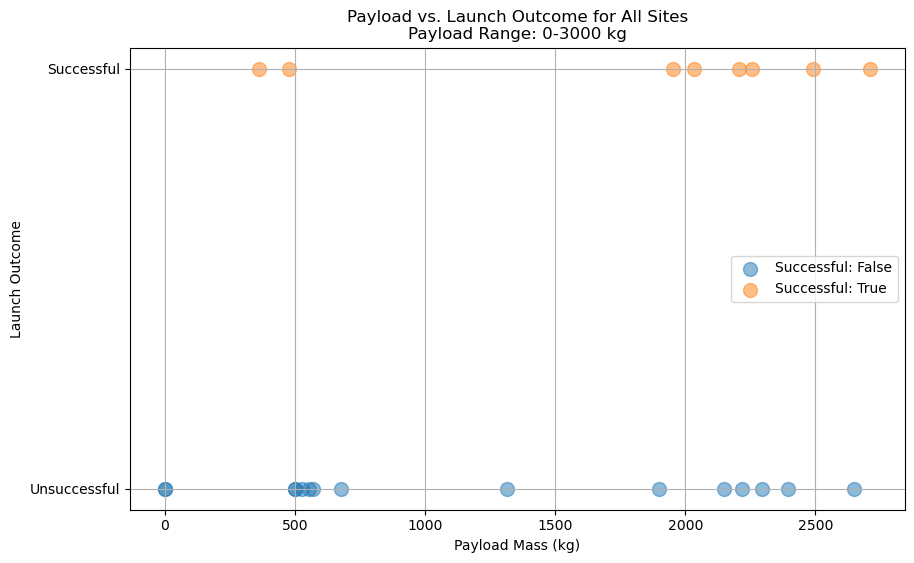 Payload vs. Launch Outcome for All Sites
Payload Range: 0-3000 kg
Successful
Launch Outcome
Successful: False
Successful: True
Unsuccessful
0 500 1000 1500 2000 2500
Payload Mass (kg)